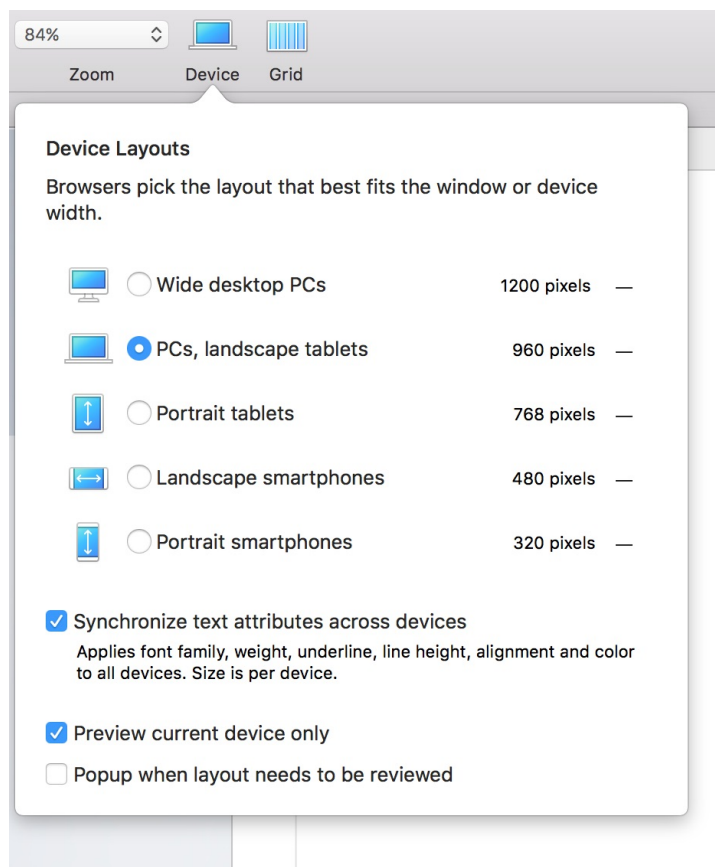 84%
Zoom Device Grid
Device Layouts
Browsers pick the layout that best fits the window or device
width.
Wide desktop PCs 1200 pixels —
PCs, landscape tablets 960 pixels —
Portrait tablets 768 pixels —
Landscape smartphones 480 pixels —
Portrait smartphones 320 pixels —
Synchronize text attributes across devices
Applies font family, weight, underline, line height, alignment and color
to all devices. Size is per device.
Preview current device only
Popup when layout needs to be reviewed